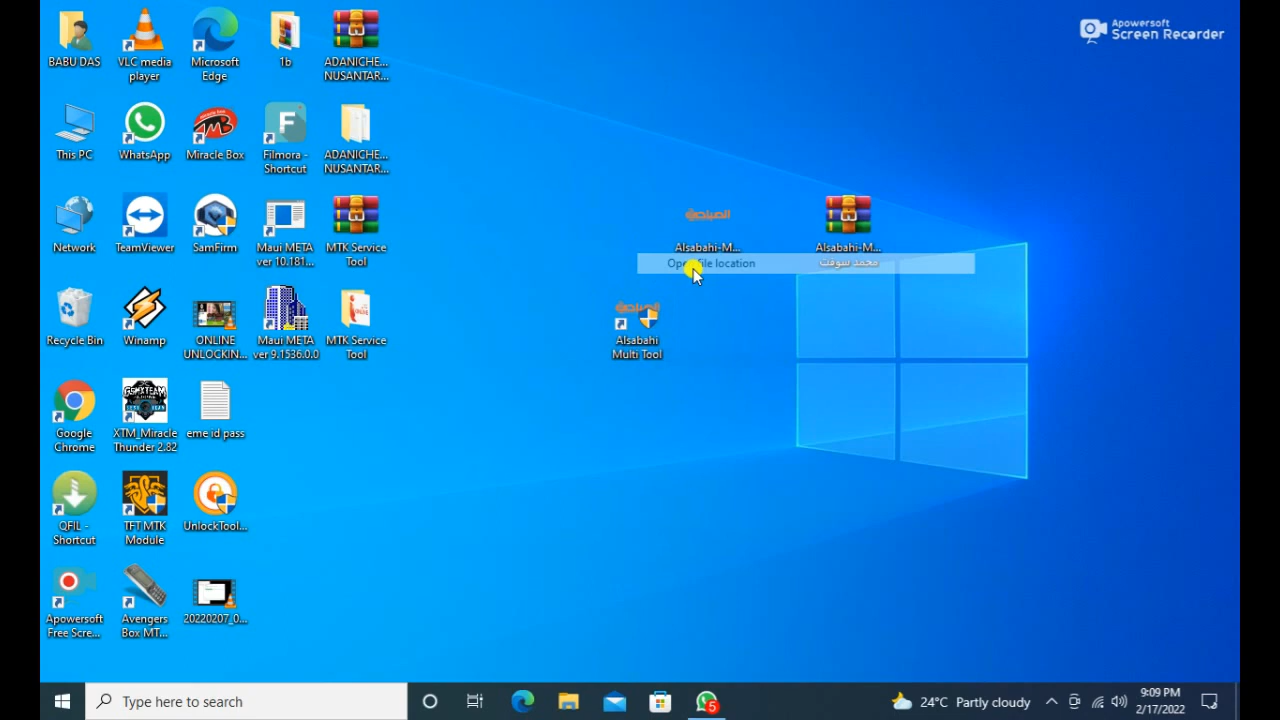 Apowersoft
Screen Recorder
BABU DAS
VLC media
player
Microsoft
Edge
1b
ADANICHE...
NUSANTAR...
This PC
WhatsApp
Miracle Box
Filmora -
Shortcut
ADANICHE...
NUSANTAR...
Network
TeamViewer
SamFirm
Maui META
ver 10.181...
MTK Service
Tool
الصباحي
Alsabahi-M...
Alsabahi-M...
محمد سوفت
Open file location
Recycle Bin
Winamp
ONLINE
UNLOCKIN...
Maui META
ver 9.1536.0.0
MTK Service
Tool
Alsabahi
Multi Tool
Google
Chrome
XTM_Miracle
Thunder 2.82
eme id pass
QFIL -
Shortcut
TFT MTK
Module
UnlockTool...
Apowersoft
Free Scre...
Avengers
Box MT...
20220207_0...
Type here to search
5
24°C Partly cloudy
9:09 PM
2/17/2022